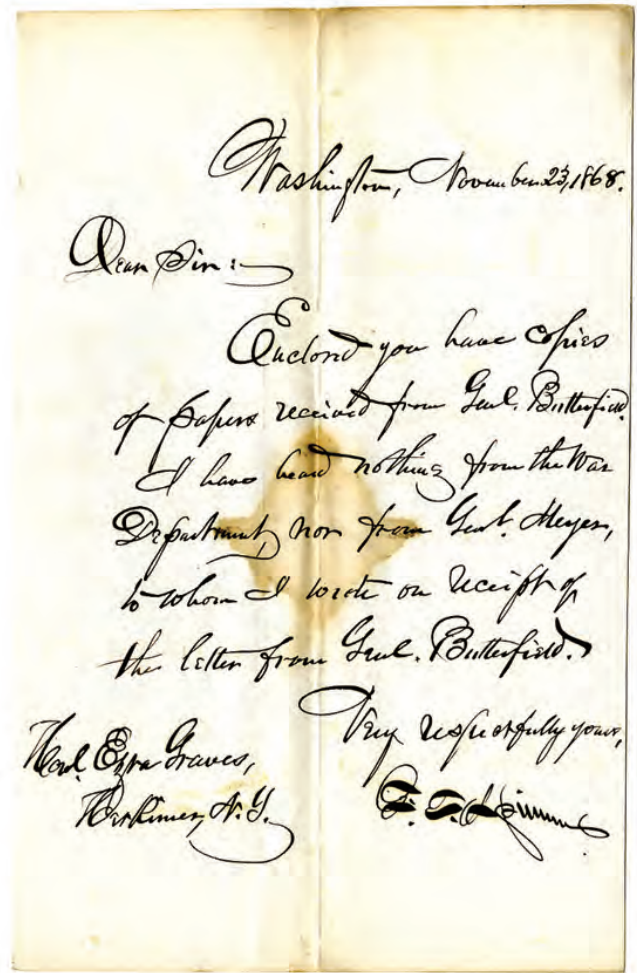 Washington, November 23, 1868.
Dear Sir:
Enclosed you have copies
of papers received from Genl. Butterfield.
I have heard nothing from the War
Department, nor from Genl. Meyer,
to whom I wrote on receipt of
the letter from Genl. Butterfield.
Very respectfully yours,
Honl. Ezra Graves,
Herkimer, N.Y.